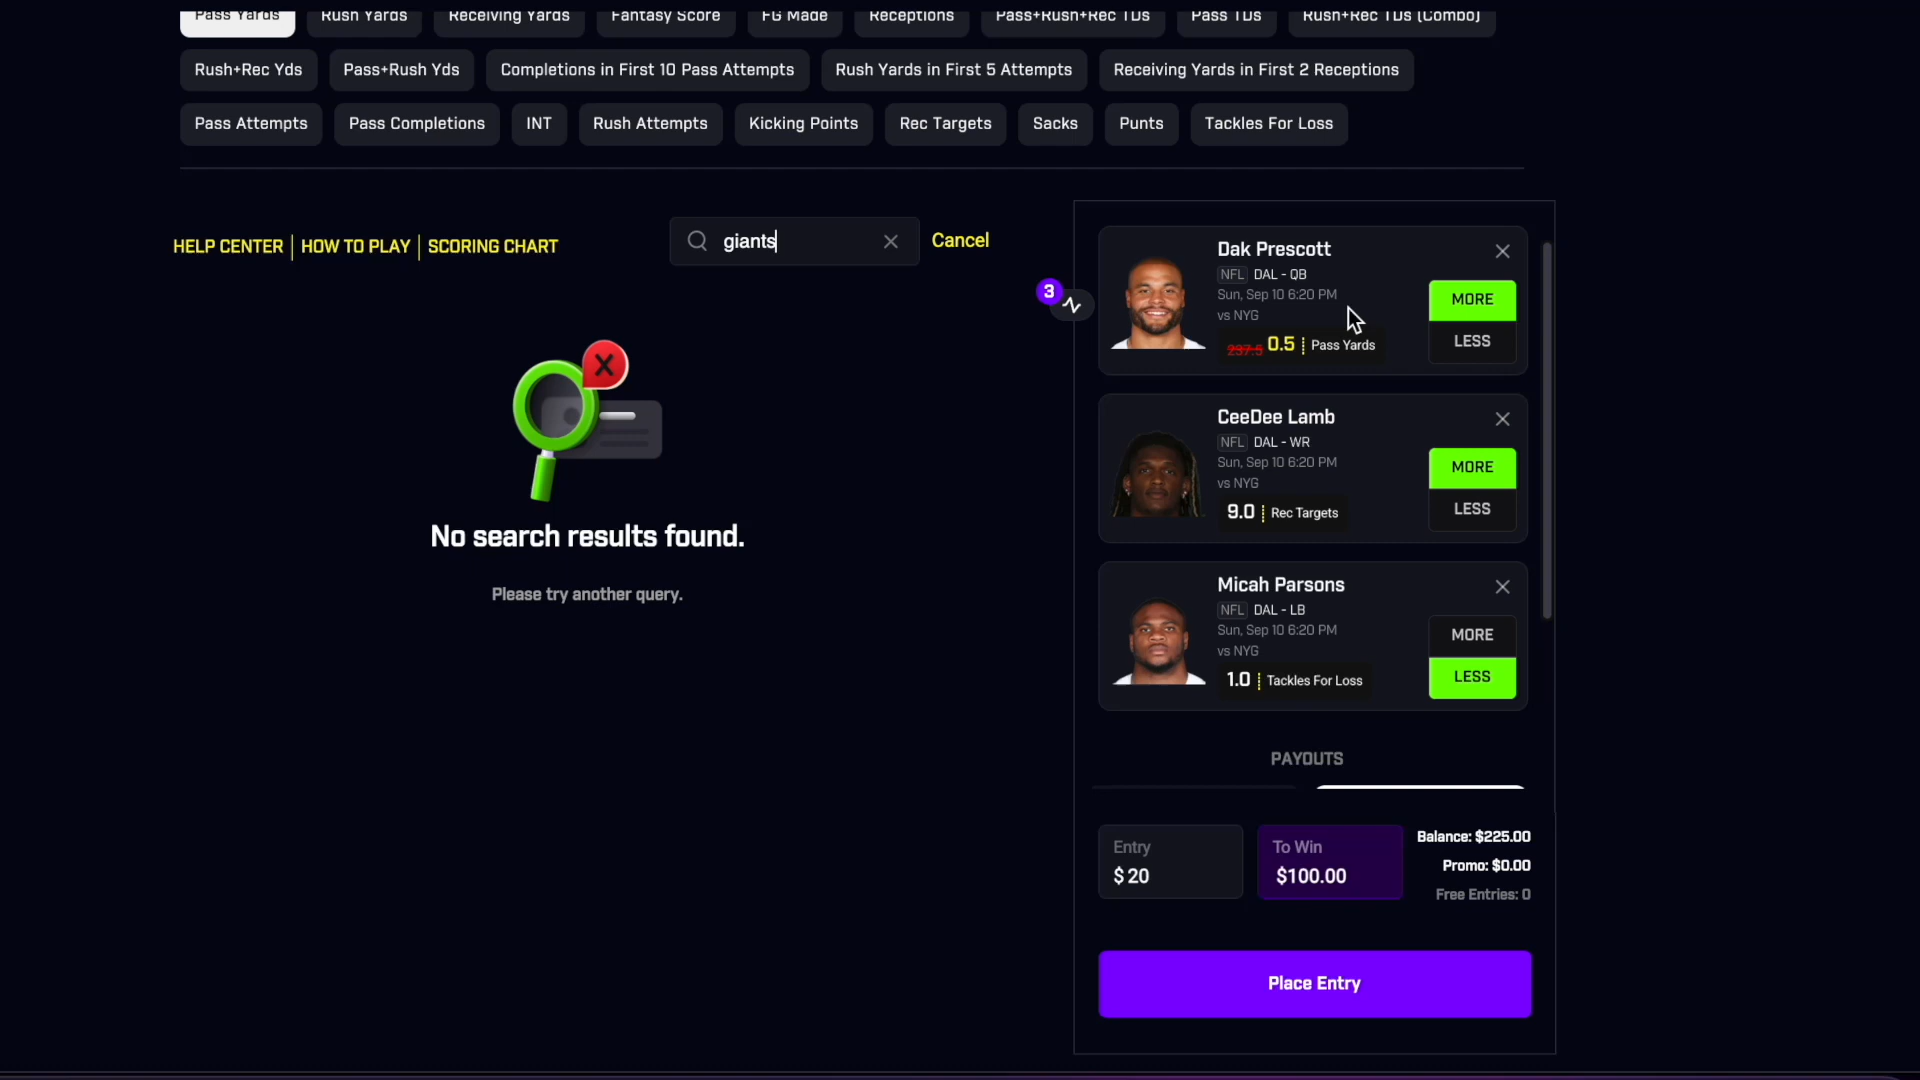 Pass Yards Rush Yards Receiving Yards Fantasy Score FG Made Receptions Pass+Rush+Rec TDs Pass TDs Rush+Rec TDs (Combo)
Rush+Rec Yds Pass+Rush Yds Completions in First 10 Pass Attempts Rush Yards in First 5 Attempts Receiving Yards in First 2 Receptions
Pass Attempts Pass Completions INT Rush Attempts Kicking Points Rec Targets Sacks Punts Tackles For Loss
HELP CENTER HOW TO PLAY SCORING CHART
giants Cancel
X
No search results found.
Please try another query.
3
Dak Prescott
NFL DAL - QB
Sun, Sep 10 6:20 PM
vs NYG
237.5 0.5 Pass Yards
MORE
LESS
CeeDee Lamb
NFL DAL - WR
Sun, Sep 10 6:20 PM
vs NYG
9.0 Rec Targets
MORE
LESS
Micah Parsons
NFL DAL - LB
Sun, Sep 10 6:20 PM
vs NYG
1.0 Tackles For Loss
MORE
LESS
PAYOUTS
Entry
$ 20
To Win
$100.00
Balance: $225.00
Promo: $0.00
Free Entries: 0
Place Entry